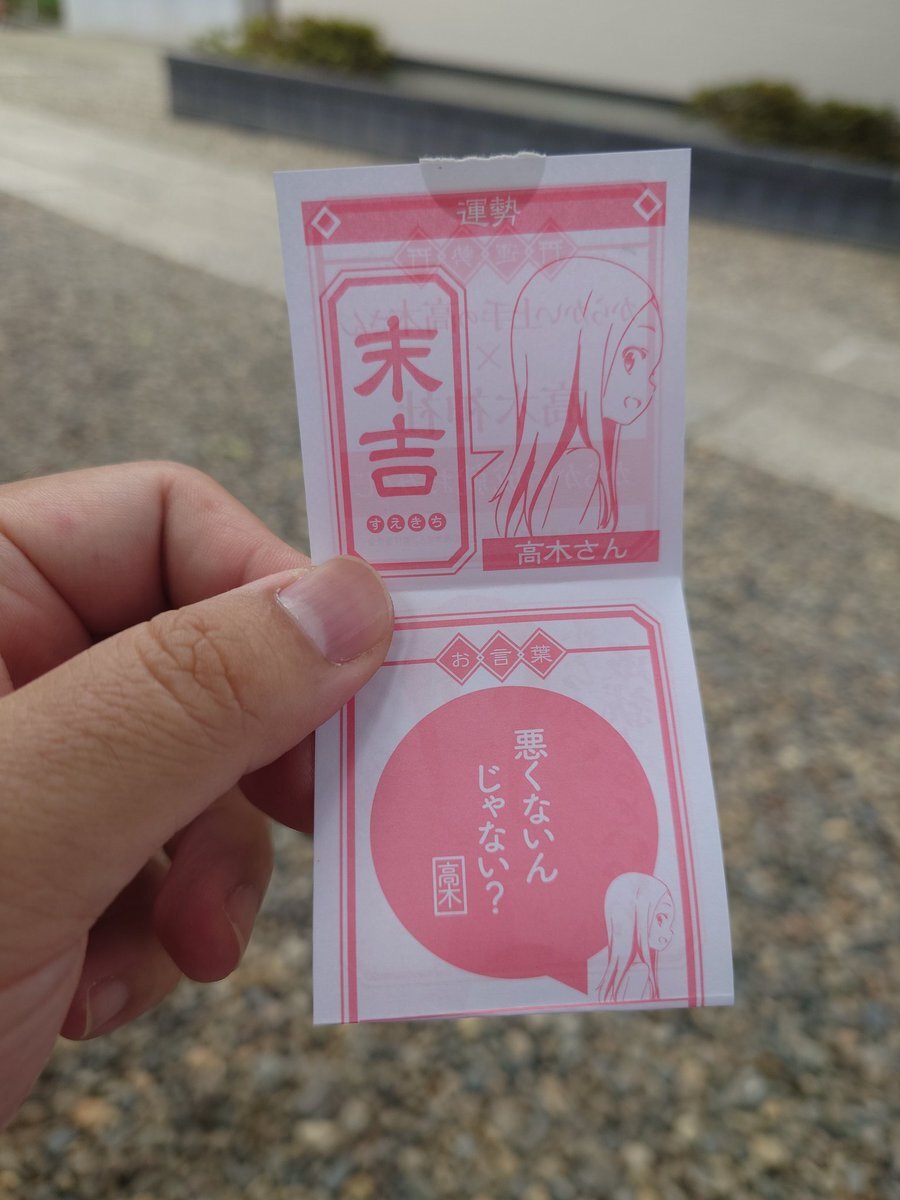 運勢
末吉
すえきち
高木さん
お言葉
悪くないん
じゃない?
高木